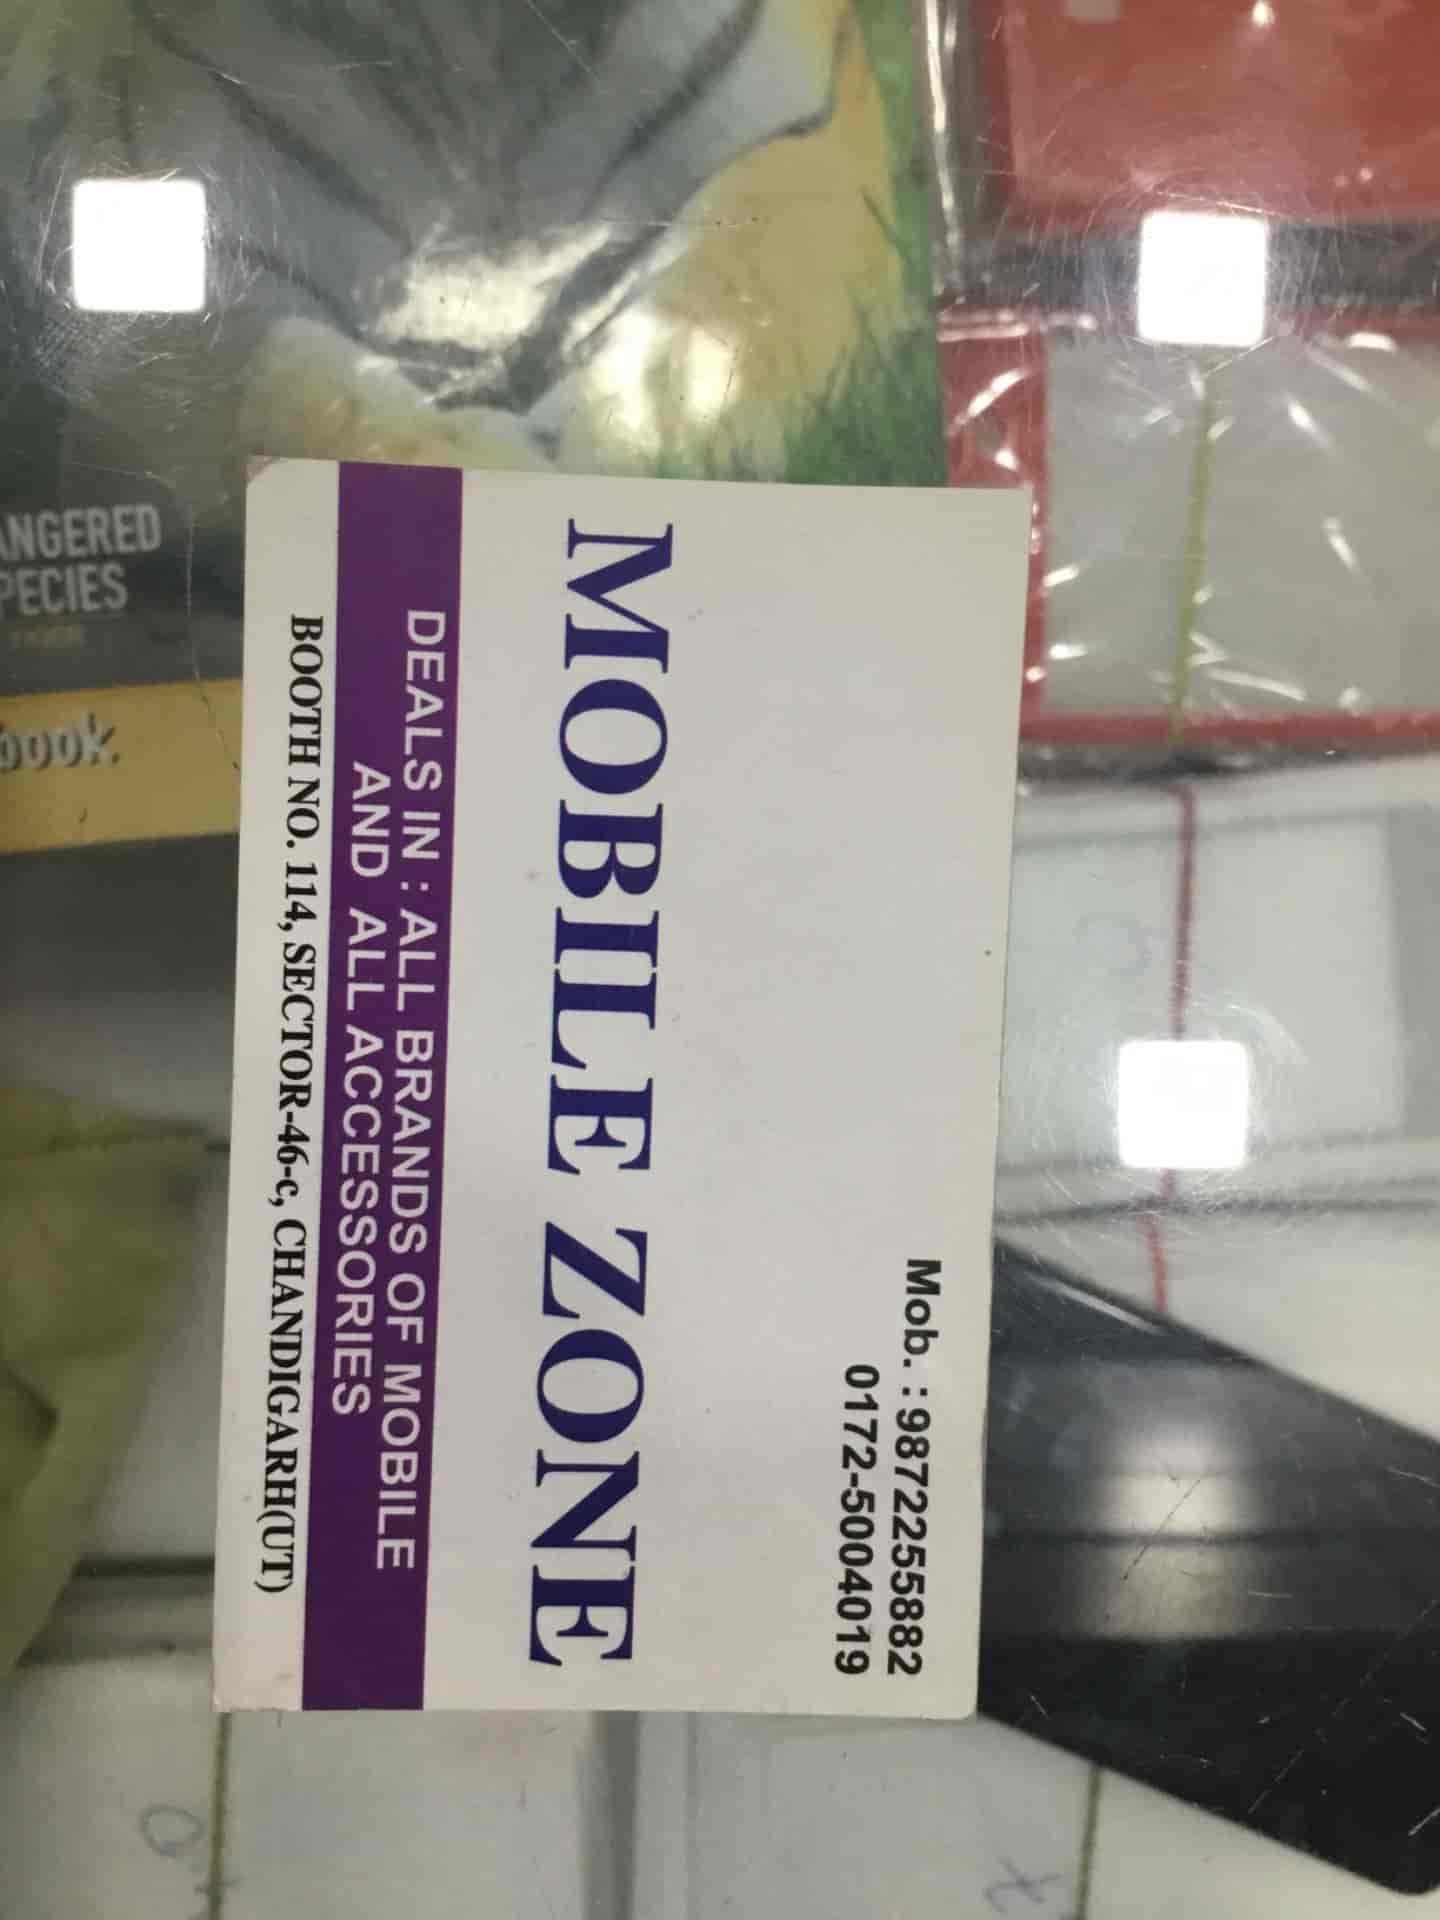 Mob. : 9872255882
0172-5004019
MOBILE ZONE
DEALS IN : ALL BRANDS OF MOBILE
AND ALL ACCESSORIES
BOOTH NO. 114, SECTOR-46-c, CHANDIGARH(UT)
ANGERED
PECIES
book.